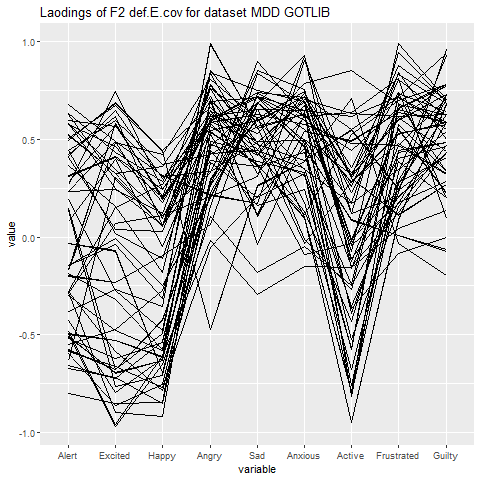 Laodings of F2 def.E.cov for dataset MDD GOTLIB
1.0
0.5
0.0
-0.5
-1.0
value
Alert Excited Happy Angry Sad Anxious Active Frustrated Guilty
variable